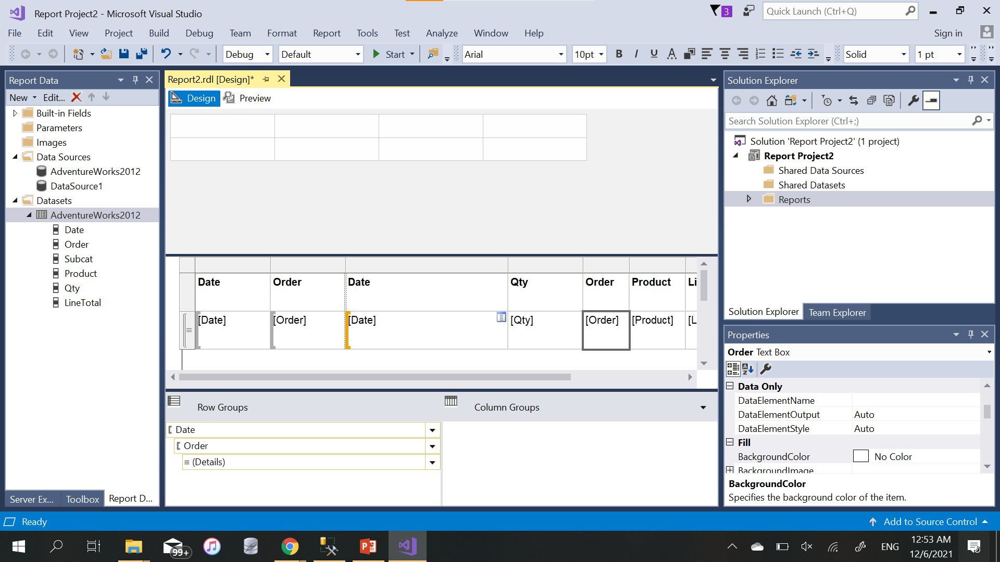 Report Project2 - Microsoft Visual Studio
3
Quick Launch (Ctrl+Q)
File Edit View Project Build Debug Team Format Report Tools Test Analyze Window Help
Sign in
Debug Default Start Arial 10pt B I U A Solid 1 pt
Report Data
New Edit...
Built-in Fields
Parameters
Images
Data Sources
AdventureWorks2012
DataSource1
Datasets
AdventureWorks2012
Date
Order
Subcat
Product
Qty
LineTotal
Server Ex... Toolbox Report D...
Report2.rdl [Design]*
Design Preview
Date Order Date Qty Order Product Li
[Date] [Order] [Date] [Qty] [Order] [Product] [L
Row Groups Column Groups
Date
Order
(Details)
Solution Explorer
Search Solution Explorer (Ctrl+;)
Solution 'Report Project2' (1 project)
Report Project2
Shared Data Sources
Shared Datasets
Reports
Solution Explorer Team Explorer
Properties
Order Text Box
Data Only
DataElementName
DataElementOutput Auto
DataElementStyle Auto
Fill
BackgroundColor No Color
BackgroundImage
BackgroundColor
Specifies the background color of the item.
Ready
Add to Source Control
99+
ENG
12:53 AM
12/6/2021